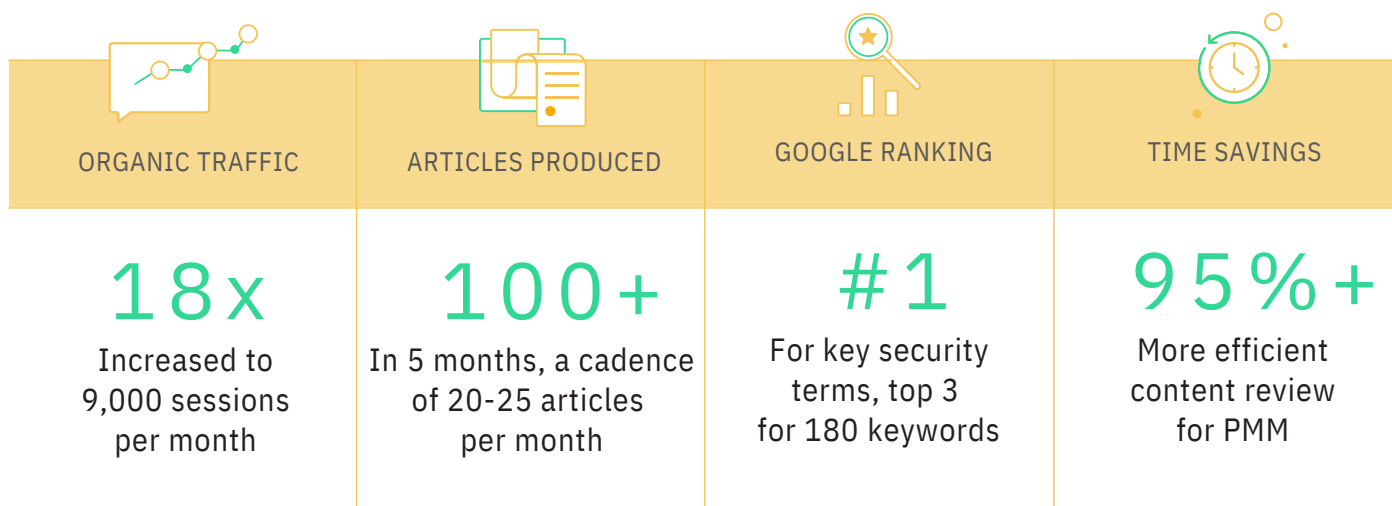 ORGANIC TRAFFIC
18x
Increased to
9,000 sessions
per month
ARTICLES PRODUCED
100+
In 5 months, a cadence
of 20-25 articles
per month
GOOGLE RANKING
#1
For key security
terms, top 3
for 180 keywords
TIME SAVINGS
95%+
More efficient
content review
for PMM